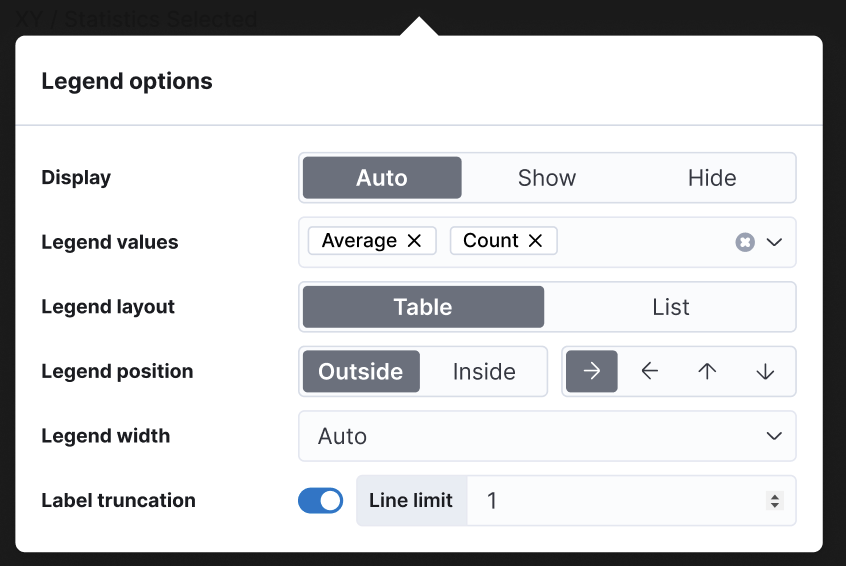 XY / Statistics Selected
Legend options
Display Auto Show Hide
Legend values Average Count
Legend layout Table List
Legend position Outside Inside
Legend width Auto
Label truncation Line limit 1